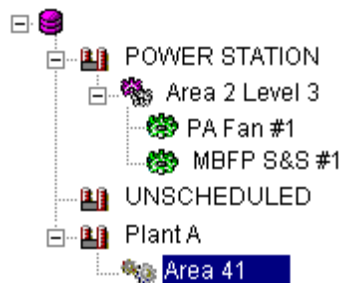 POWER STATION
Area 2 Level 3
PA Fan #1
MBFP S&S #1
UNSCHEDULED
Plant A
Area 41